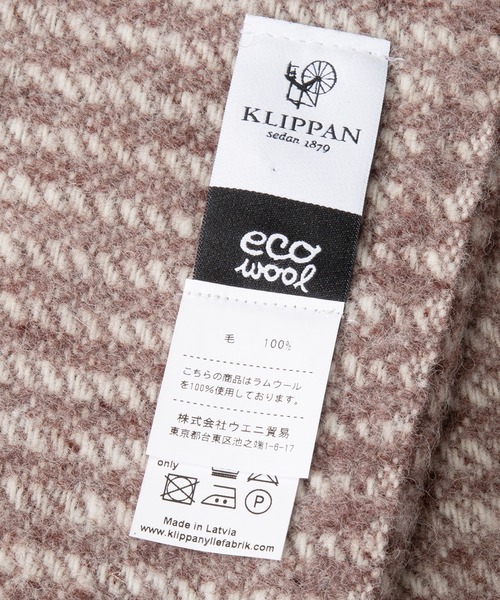 KLIPPAN
sedan 1879
eco
wool
毛 100%
こちらの商品はラムウール
を100%使用しております。
株式会社ウエニ貿易
東京都台東区池之端1-6-17
only
P
Made in Latvia
www.klippanyllefabrik.com